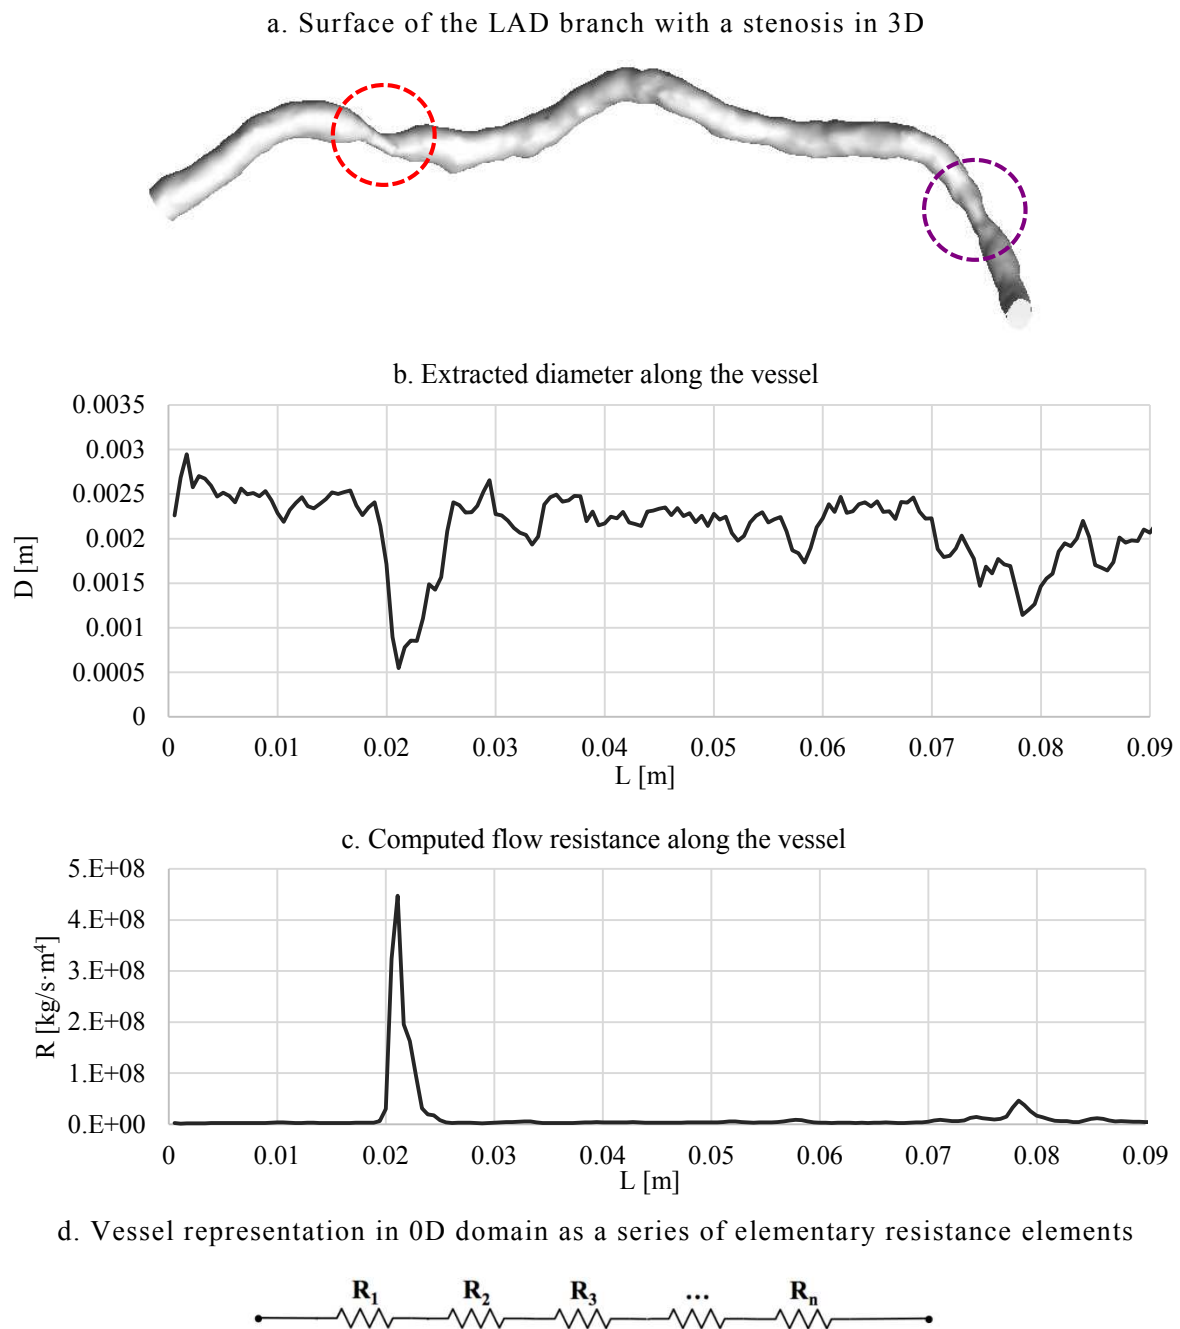 a. Surface of the LAD branch with a stenosis in 3D
b. Extracted diameter along the vessel
D [m]
0.0035
0.003
0.0025
0.002
0.0015
0.001
0.0005
0
0 0.01 0.02 0.03 0.04 0.05 0.06 0.07 0.08 0.09
L [m]
c. Computed flow resistance along the vessel
R [kg/s·m⁴]
5.E+08
4.E+08
3.E+08
2.E+08
1.E+08
0.E+00
0 0.01 0.02 0.03 0.04 0.05 0.06 0.07 0.08 0.09
L [m]
d. Vessel representation in 0D domain as a series of elementary resistance elements
R₁ R₂ R₃ ... Rₙ